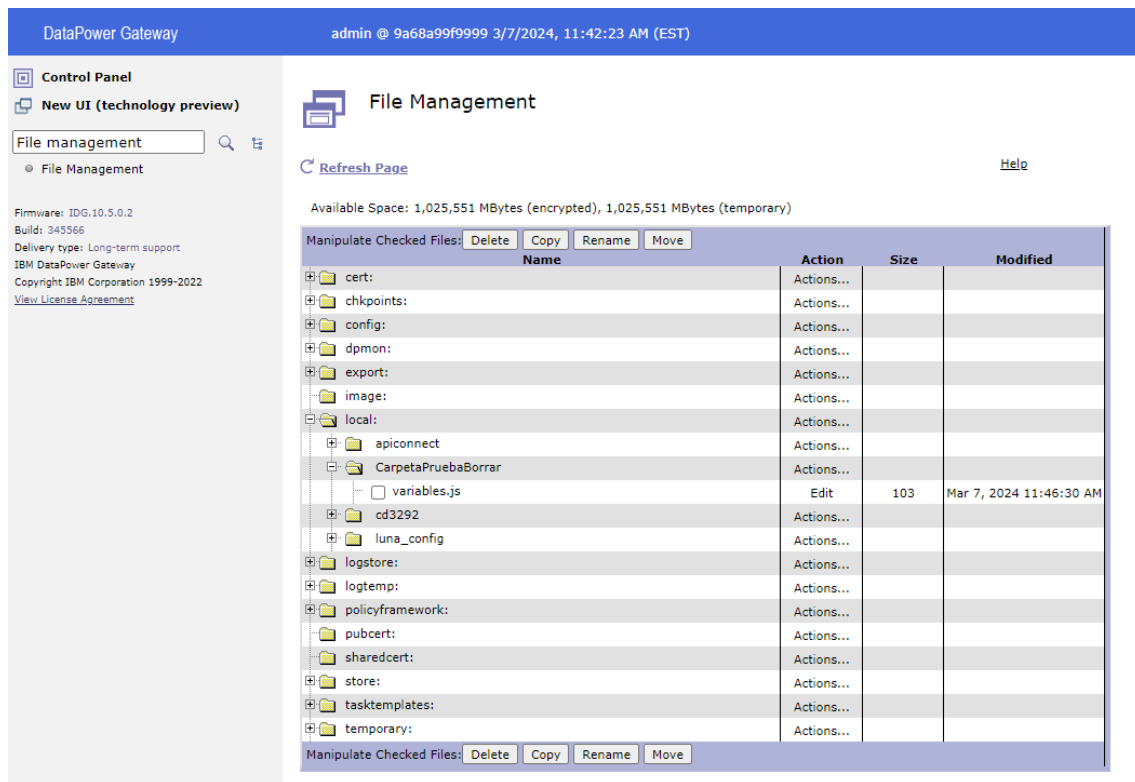 DataPower Gateway
admin @ 9a68a99f9999 3/7/2024, 11:42:23 AM (EST)
Control Panel
New UI (technology preview)
File management
File Management
Firmware: IDG.10.5.0.2
Build: 345566
Delivery type: Long-term support
IBM DataPower Gateway
Copyright IBM Corporation 1999-2022
View License Agreement
File Management
Refresh Page
Help
Available Space: 1,025,551 MBytes (encrypted), 1,025,551 MBytes (temporary)
Manipulate Checked Files: Delete Copy Rename Move
Name Action Size Modified
cert: Actions...
chkpoints: Actions...
config: Actions...
dpmon: Actions...
export: Actions...
image: Actions...
local: Actions...
apiconnect Actions...
CarpetaPruebaBorrar Actions...
variables.js Edit 103 Mar 7, 2024 11:46:30 AM
cd3292 Actions...
luna_config Actions...
logstore: Actions...
logtemp: Actions...
policyframework: Actions...
pubcert: Actions...
sharedcert: Actions...
store: Actions...
tasktemplates: Actions...
temporary: Actions...
Manipulate Checked Files: Delete Copy Rename Move